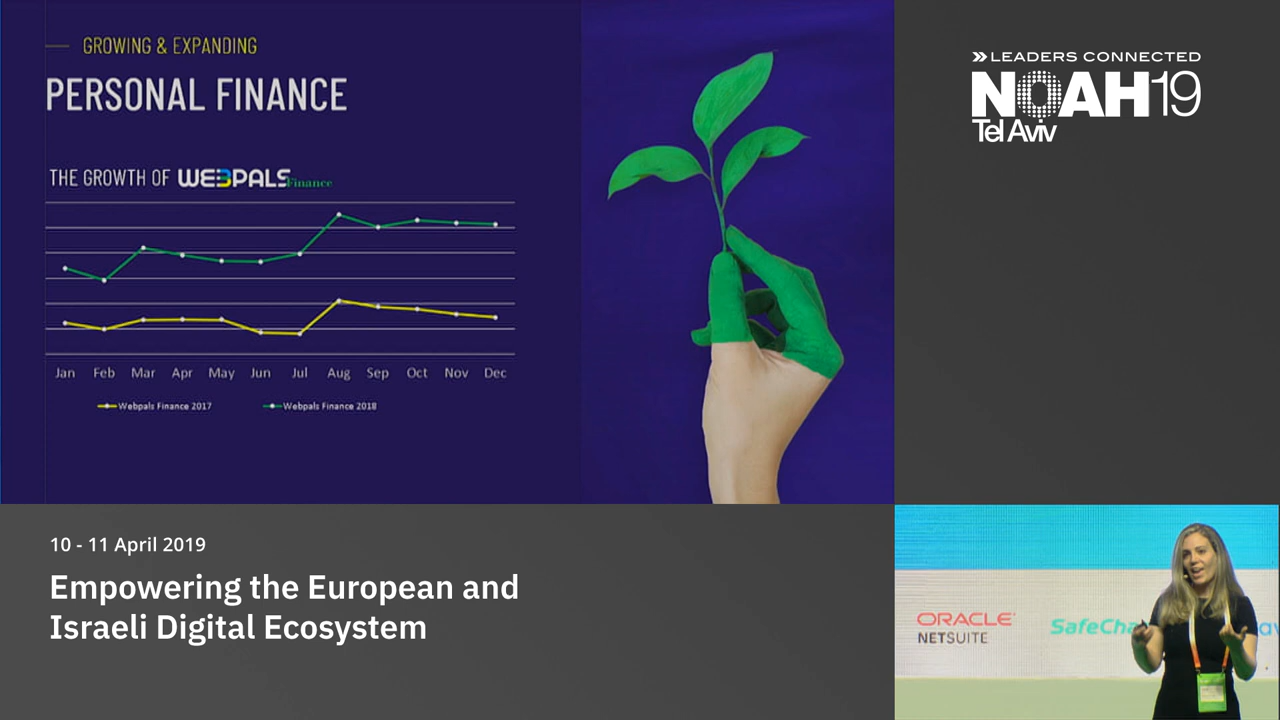 GROWING & EXPANDING
PERSONAL FINANCE
THE GROWTH OF WEBPALS Finance
Jan Feb Mar Apr May Jun Jul Aug Sep Oct Nov Dec
Webpals Finance 2017 Webpals Finance 2018
LEADERS CONNECTED
NOAH19
Tel Aviv
10 - 11 April 2019
Empowering the European and
Israeli Digital Ecosystem
ORACLE
NETSUITE
SafeCha